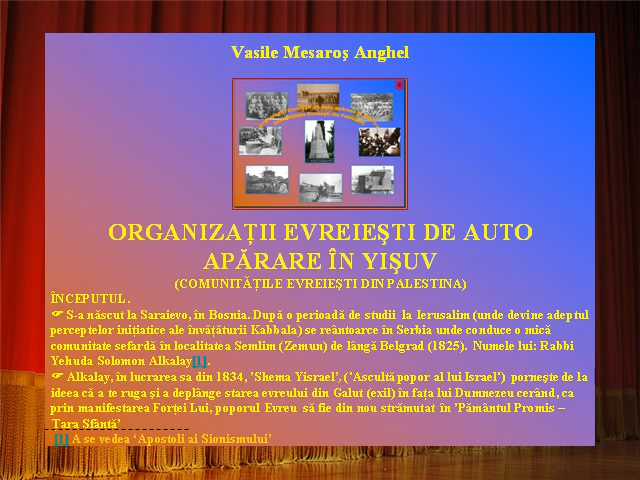 Vasile Mesaroş Anghel
ORGANIZAŢII EVREIEŞTI DE AUTO
APĂRARE ÎN YIŞUV
(COMUNITĂŢILE EVREIEŞTI DIN PALESTINA)
ÎNCEPUTUL.
☞ S-a născut la Saraievo, în Bosnia. După o perioadă de studii la Ierusalim (unde devine adeptul
perceptelor iniţiatice ale învăţăturii Kabbala) se reântoarce în Serbia unde conduce o mică
comunitate sefardă în localitatea Semlim (Zemun) de lângă Belgrad (1825). Numele lui: Rabbi
Yehuda Solomon Alkalay[1].
☞ Alkalay, în lucrarea sa din 1834, ’Shema Yisrael’, (’Ascultă popor al lui Israel’) porneşte de la
ideea că a te ruga şi a deplânge starea evreului din Galut (exil) în faţa lui Dumnezeu cerând, ca
prin manifestarea Forţei Lui, poporul Evreu să fie din nou strămutat în ’Pământul Promis –
Ţara Sfântă’
[1] A se vedea ‘Apostoli ai Sionismului’